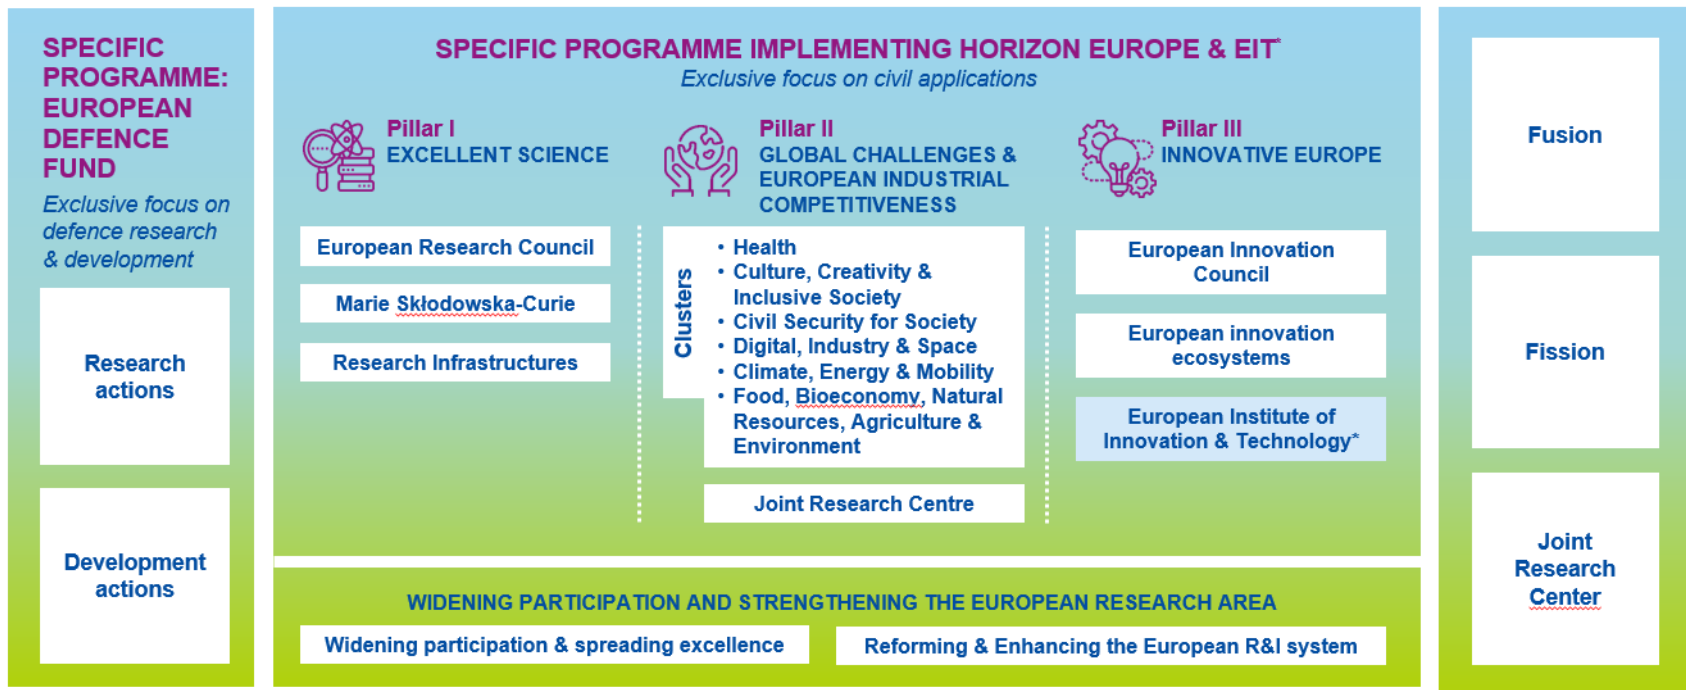 SPECIFIC
PROGRAMME:
EUROPEAN
DEFENCE
FUND
Exclusive focus on
defence research
& development
Research
actions
Development
actions
SPECIFIC PROGRAMME IMPLEMENTING HORIZON EUROPE & EIT*
Exclusive focus on civil applications
Pillar I
EXCELLENT SCIENCE
European Research Council
Marie Skłodowska-Curie
Research Infrastructures
Pillar II
GLOBAL CHALLENGES &
EUROPEAN INDUSTRIAL
COMPETITIVENESS
Clusters
• Health
• Culture, Creativity &
Inclusive Society
• Civil Security for Society
• Digital, Industry & Space
• Climate, Energy & Mobility
• Food, Bioeconomy, Natural
Resources, Agriculture &
Environment
Joint Research Centre
Pillar III
INNOVATIVE EUROPE
European Innovation
Council
European innovation
ecosystems
European Institute of
Innovation & Technology*
WIDENING PARTICIPATION AND STRENGTHENING THE EUROPEAN RESEARCH AREA
Widening participation & spreading excellence
Reforming & Enhancing the European R&I system
Fusion
Fission
Joint
Research
Center